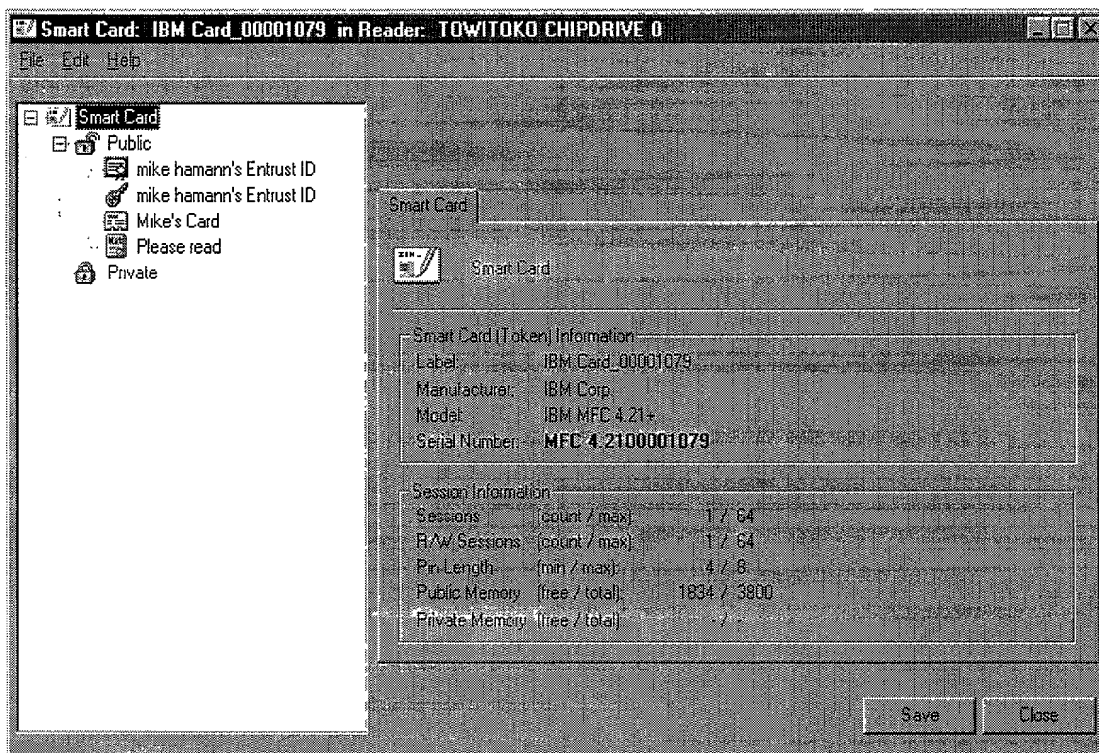 Smart Card: IBM Card_00001079 in Reader: TOWITOKO CHIPDRIVE 0
File Edit Help
Smart Card
Public
mike hamann's Entrust ID
mike hamann's Entrust ID
Mike's Card
Please read
Private
Smart Card
Smart Card
Smart Card (Token) Information
Label: IBM Card_00001079
Manufacturer: IBM Corp.
Model: IBM MFC 4.21+
Serial Number: MFC 4.2100001079
Session Information
Sessions (count / max): 1 / 64
R/W Sessions (count / max): 1 / 64
Pin-Length (min / max): 4 / 8
Public Memory (free / total): 1834 / 3800
Private Memory (free / total): - / -
Save Close